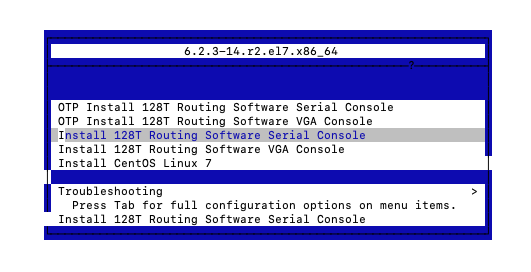 6.2.3-14.r2.el7.x86_64
?
OTP Install 128T Routing Software Serial Console
OTP Install 128T Routing Software VGA Console
Install 128T Routing Software Serial Console
Install 128T Routing Software VGA Console
Install CentOS Linux 7
Troubleshooting >
Press Tab for full configuration options on menu items.
Install 128T Routing Software Serial Console